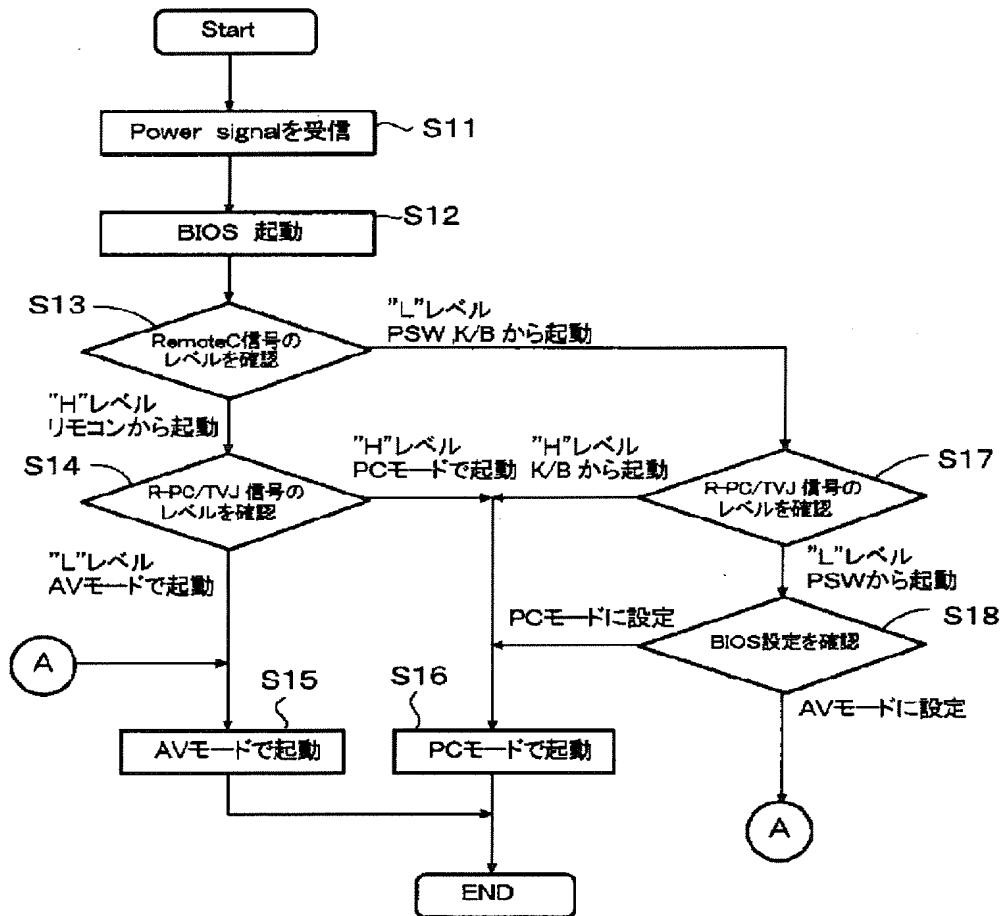 Start
Power signalを受信
S11
BIOS 起動
S12
S13
RemoteC信号の
レベルを確認
"L"レベル
PSW,K/B から起動
"H"レベル
リモコンから起動
S14
R-PC/TVJ 信号の
レベルを確認
"H"レベル
PCモードで起動
"H"レベル
K/B から起動
R-PC/TVJ 信号の
レベルを確認
S17
"L"レベル
AVモードで起動
"L"レベル
PSWから起動
PCモードに設定
BIOS設定を確認
S18
A
S15
AVモードで起動
S16
PCモードで起動
AVモードに設定
A
END